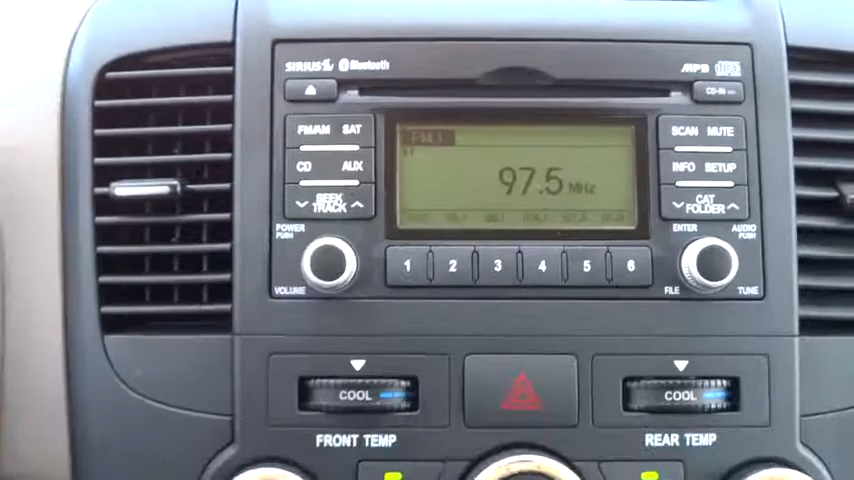 SIRIUS Bluetooth MP3
CD-IN
FM/AM SAT SCAN MUTE
CD AUX INFO SETUP
SEEK TRACK CAT FOLDER
FM1
97.5 MHz
POWER PUSH ENTER AUDIO PUSH
1 2 3 4 5 6
VOLUME FILE TUNE
COOL COOL
FRONT TEMP REAR TEMP